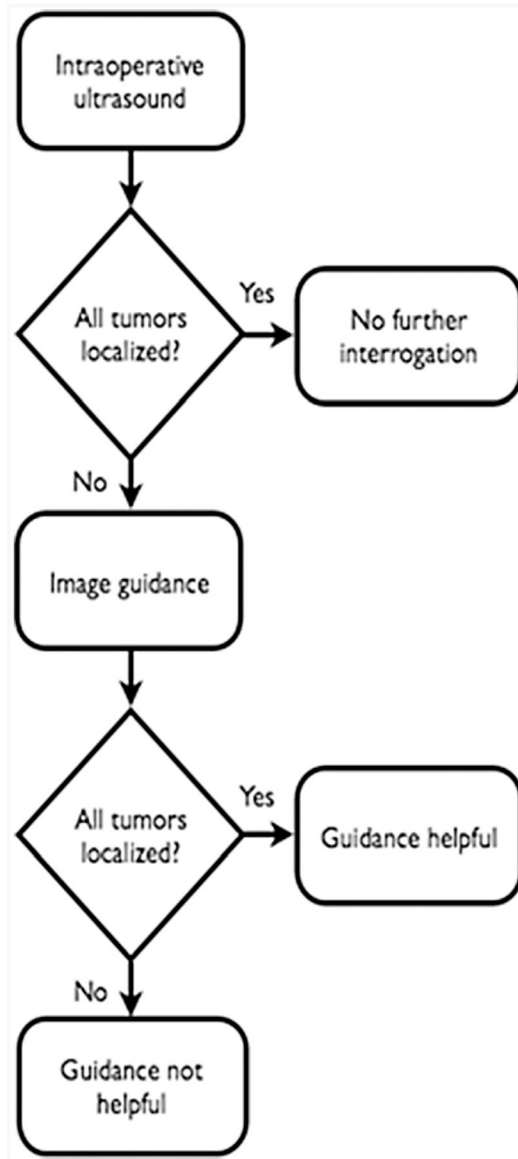 Intraoperative
ultrasound
All tumors
localized?
Yes
No further
interrogation
No
Image guidance
All tumors
localized?
Yes
Guidance helpful
No
Guidance not
helpful